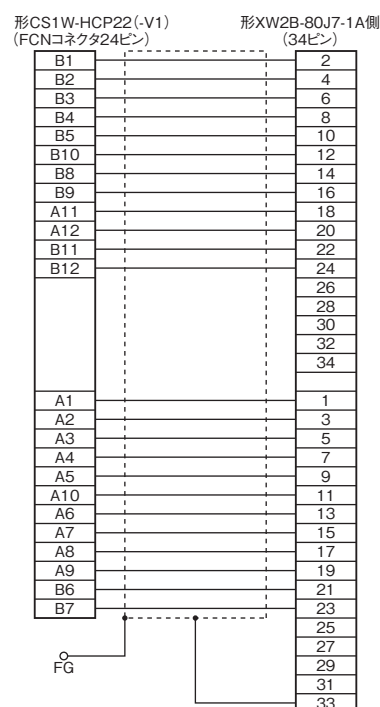 形CS1W-HCP22(-V1) 形XW2B-80J7-1A側
(FCNコネクタ24ピン) (34ピン)
B1 2
B2 4
B3 6
B4 8
B5 10
B10 12
B8 14
B9 16
A11 18
A12 20
B11 22
B12 24
26
28
30
32
34
A1 1
A2 3
A3 5
A4 7
A5 9
A10 11
A6 13
A7 15
A8 17
A9 19
B6 21
B7 23
25
27
FG 29
31
33